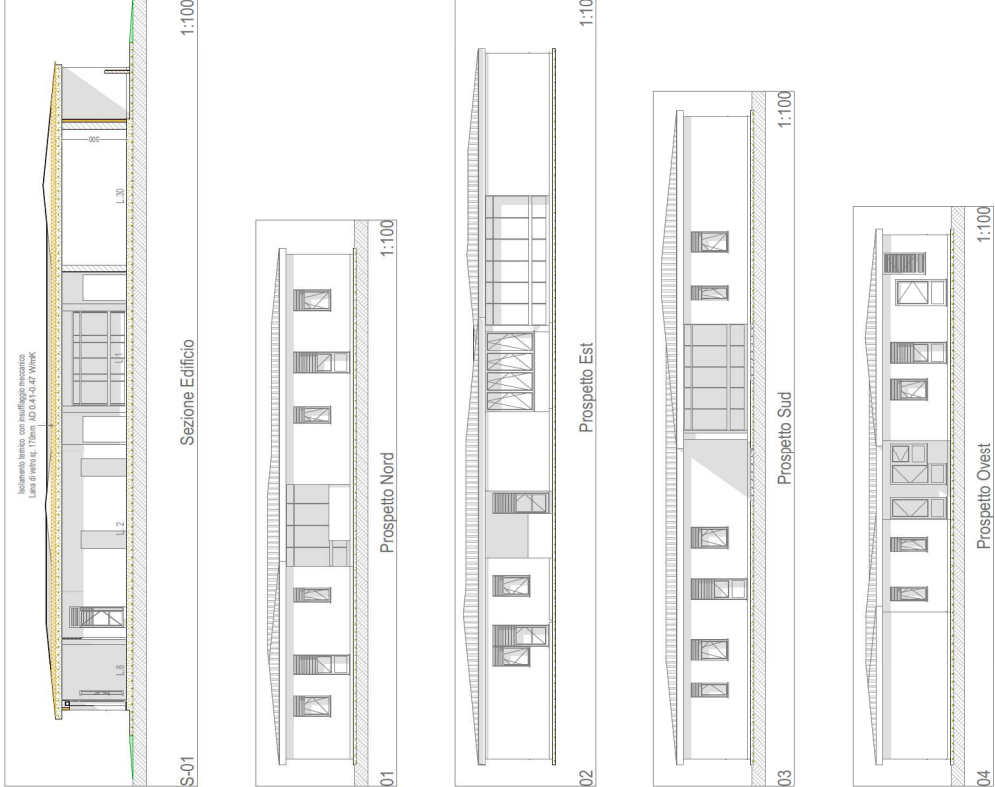 Isolamento termico con insufflaggio meccanico
Lana di vetro sp. 170mm λD 0.41-0.47 W/mK
L.8
L. 2
L.1
L.30
300
S-01
Sezione Edificio
1:100
01
Prospetto Nord
1:100
02
Prospetto Est
1:10
03
Prospetto Sud
1:100
04
Prospetto Ovest
1:100